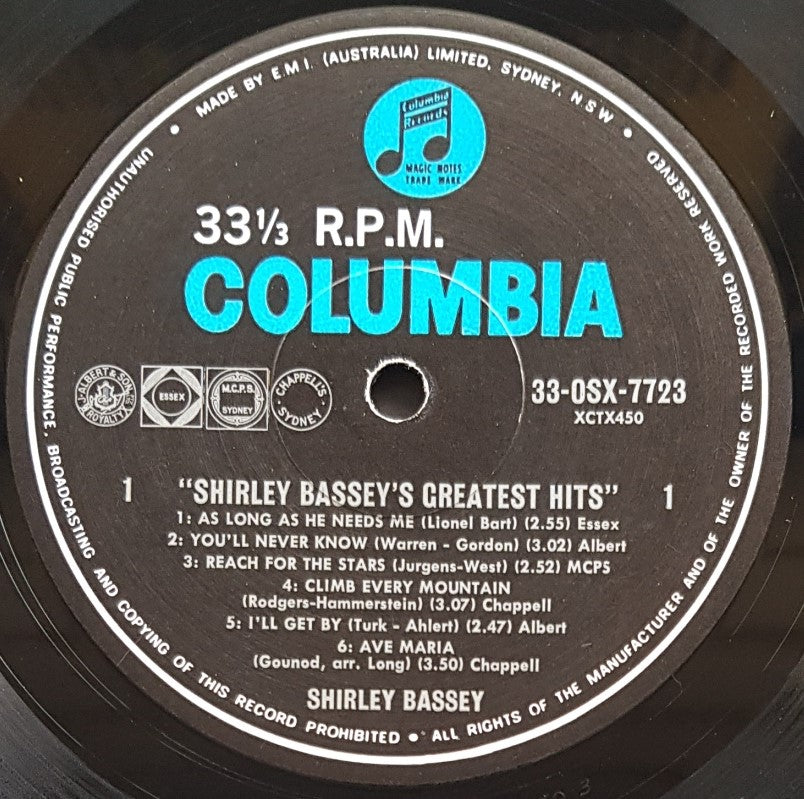 MADE BY E.M.I. (AUSTRALIA) LIMITED, SYDNEY, N.S.W.
Columbia
Records
MAGIC NOTES
TRADE MARK
33⅓ R.P.M.
COLUMBIA
J. ALBERT & SON
ROYALTY
ESSEX
M.C.P.S.
SYDNEY
CHAPPELL'S
SYDNEY
33-OSX-7723
XCTX450
1 "SHIRLEY BASSEY'S GREATEST HITS" 1
1: AS LONG AS HE NEEDS ME (Lionel Bart) (2.55) Essex
2: YOU'LL NEVER KNOW (Warren - Gordon) (3.02) Albert
3: REACH FOR THE STARS (Jurgens-West) (2.52) MCPS
4: CLIMB EVERY MOUNTAIN
(Rodgers-Hammerstein) (3.07) Chappell
5: I'LL GET BY (Turk - Ahlert) (2.47) Albert
6: AVE MARIA
(Gounod, arr. Long) (3.50) Chappell
SHIRLEY BASSEY
UNAUTHORISED PUBLIC PERFORMANCE, BROADCASTING AND COPYING OF THIS RECORD PROHIBITED • ALL RIGHTS OF THE MANUFACTURER AND OF THE OWNER OF THE RECORDED WORK RESERVED